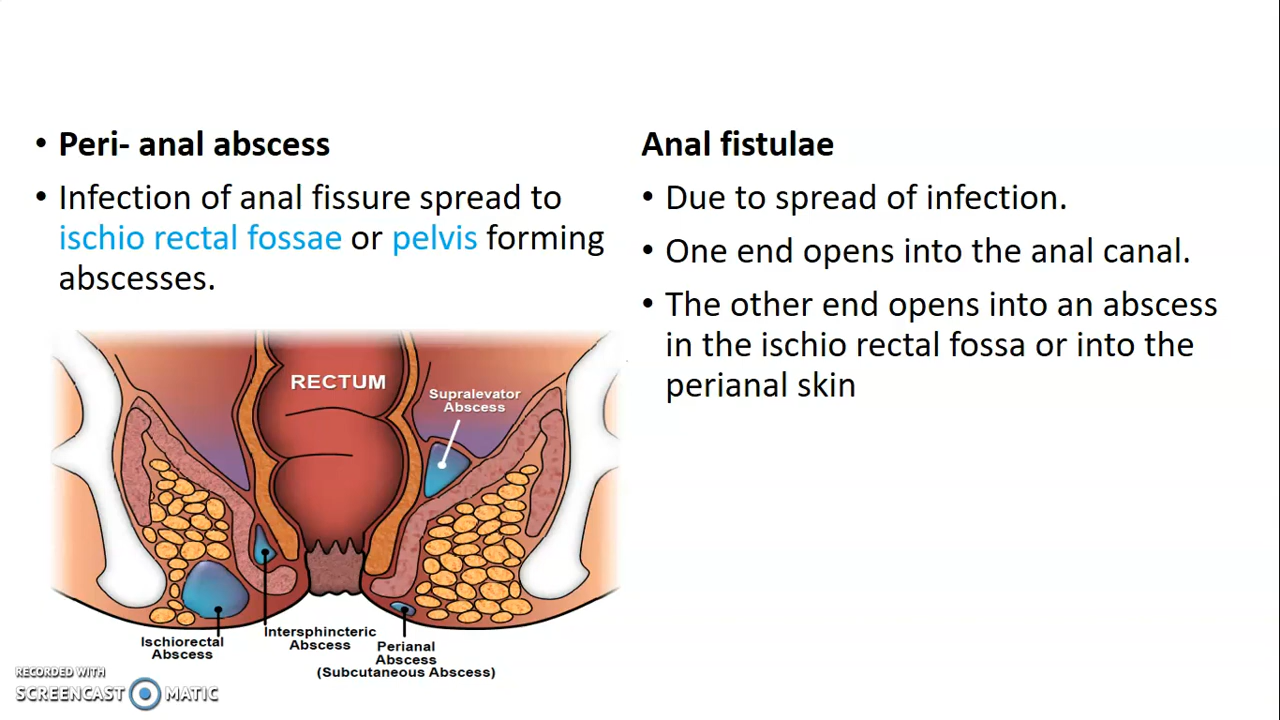 • Peri- anal abscess
• Infection of anal fissure spread to
ischio rectal fossae or pelvis forming
abscesses.
RECTUM
Supralevator
Abscess
Ischiorectal
Abscess
Intersphincteric
Abscess
Perianal
Abscess
(Subcutaneous Abscess)
Anal fistulae
• Due to spread of infection.
• One end opens into the anal canal.
• The other end opens into an abscess
in the ischio rectal fossa or into the
perianal skin
RECORDED WITH
SCREENCAST MATIC